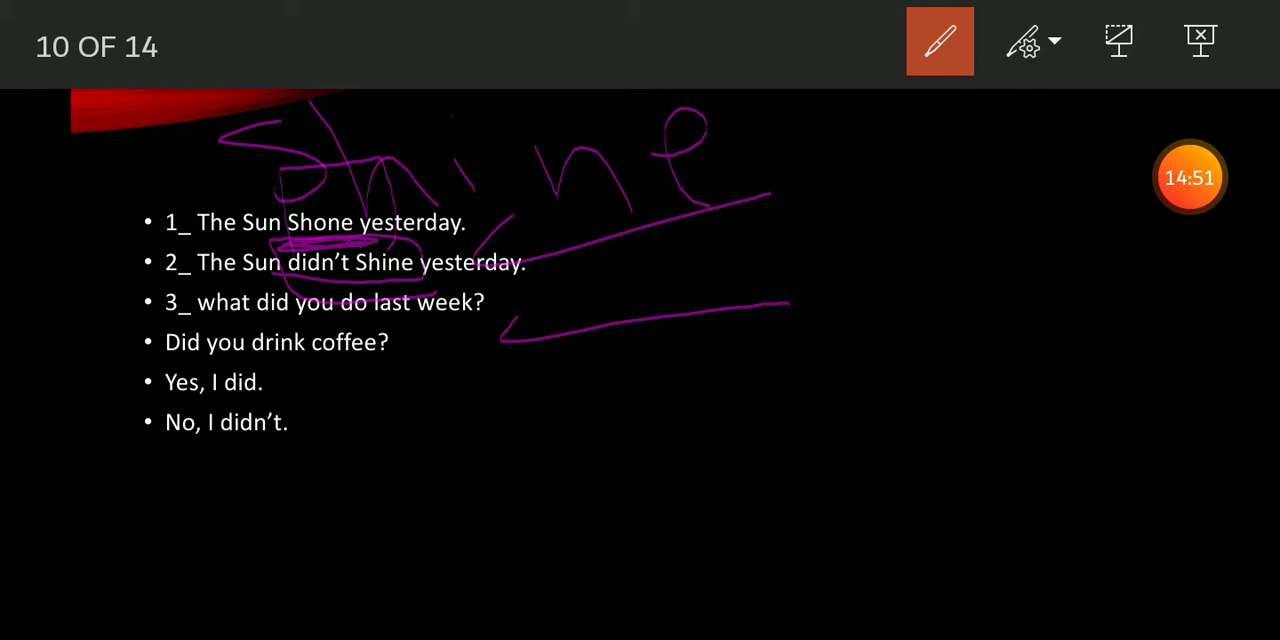 10 OF 14
14:51
Shine
• 1_ The Sun Shone yesterday.
• 2_ The Sun didn’t Shine yesterday.
• 3_ what did you do last week?
• Did you drink coffee?
• Yes, I did.
• No, I didn’t.